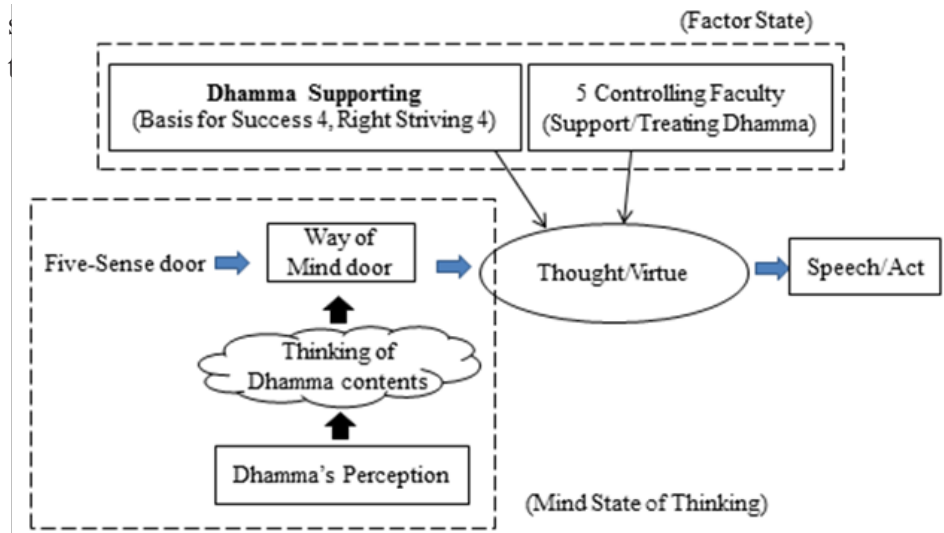 (Factor State)
Dhamma Supporting
(Basis for Success 4, Right Striving 4)
5 Controlling Faculty
(Support/Treating Dhamma)
Five-Sense door
Way of
Mind door
Thought/Virtue
Speech/Act
Thinking of
Dhamma contents
Dhamma's Perception
(Mind State of Thinking)